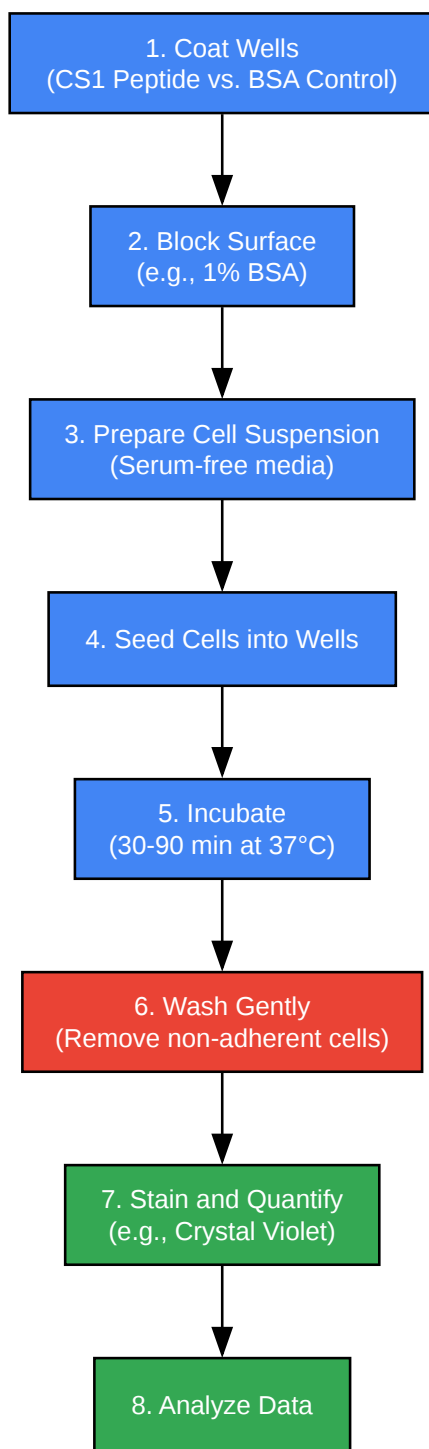 1. Coat Wells
(CS1 Peptide vs. BSA Control)
2. Block Surface
(e.g., 1% BSA)
3. Prepare Cell Suspension
(Serum-free media)
4. Seed Cells into Wells
5. Incubate
(30-90 min at 37°C)
6. Wash Gently
(Remove non-adherent cells)
7. Stain and Quantify
(e.g., Crystal Violet)
8. Analyze Data